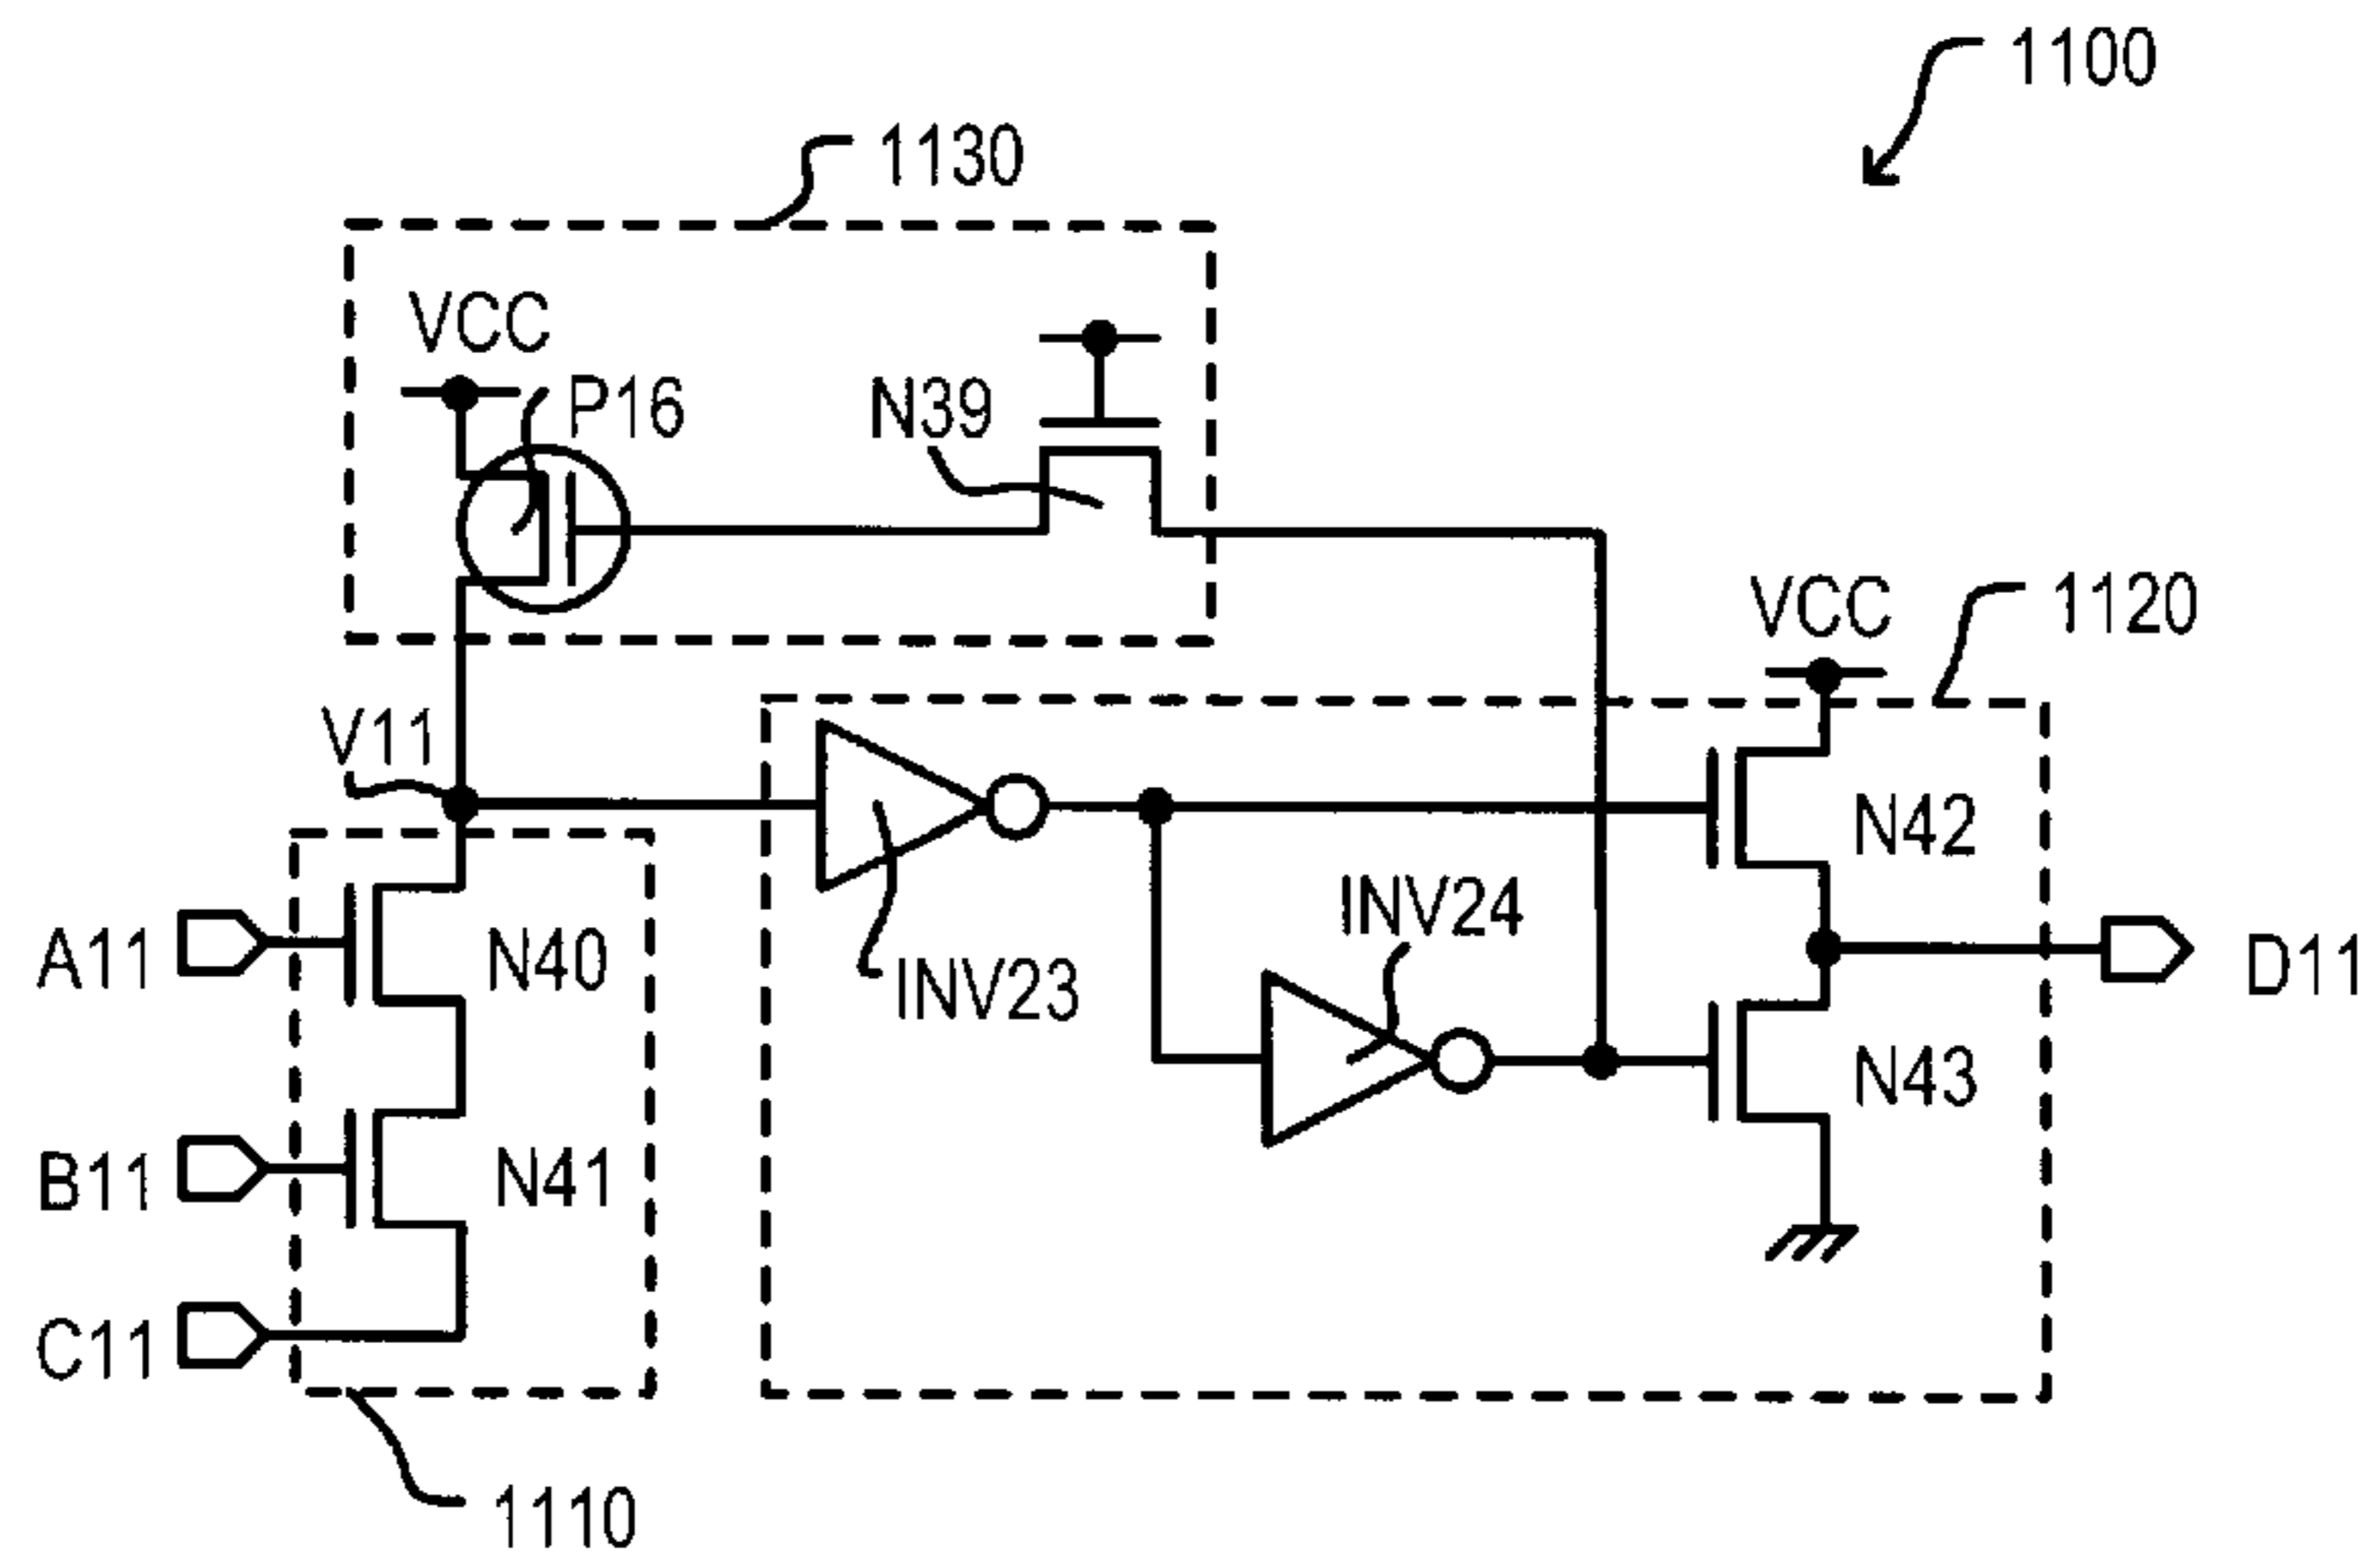 1100
1130
VCC
P16
N39
VCC
1120
V11
N42
INV24
A11
N40
INV23
D11
N43
B11
N41
C11
1110